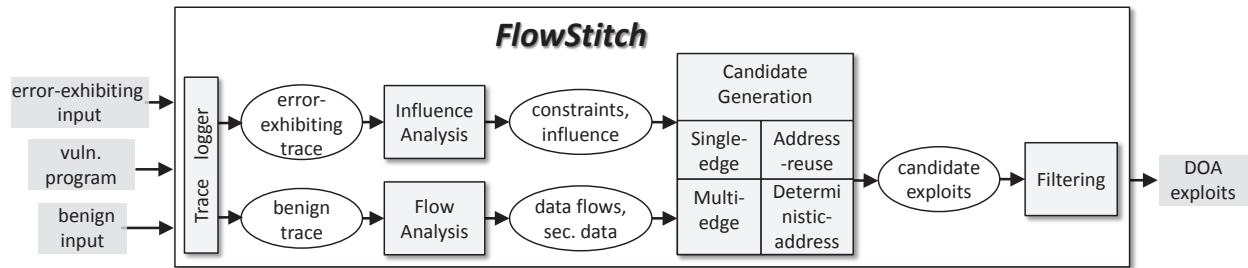 FlowStitch
error-exhibiting
input
vuln.
program
benign
input
Trace logger
error-
exhibiting
trace
Influence
Analysis
constraints,
influence
benign
trace
Flow
Analysis
data flows,
sec. data
Candidate
Generation
Single-
edge
Address
-reuse
Multi-
edge
Determi
nistic-
address
candidate
exploits
Filtering
DOA
exploits